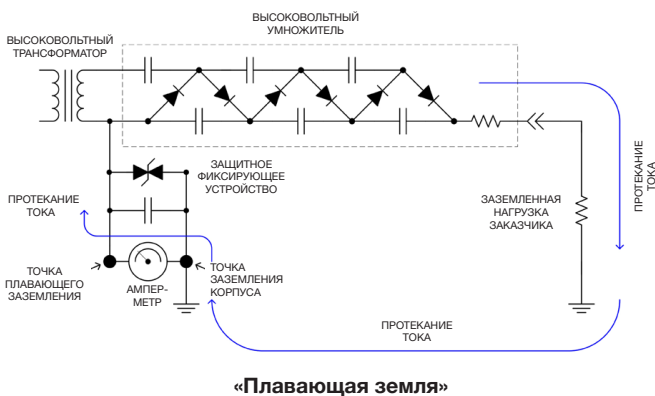 ВЫСОКОВОЛЬТНЫЙ
УМНОЖИТЕЛЬ
ВЫСОКОВОЛЬТНЫЙ
ТРАНСФОРМАТОР
ЗАЩИТНОЕ
ФИКСИРУЮЩЕЕ
УСТРОЙСТВО
ПРОТЕКАНИЕ
ТОКА
ЗАЗЕМЛЕННАЯ
НАГРУЗКА
ЗАКАЗЧИКА
ПРОТЕКАНИЕ
ТОКА
ТОЧКА
ПЛАВАЮЩЕГО
ЗАЗЕМЛЕНИЯ
АМПЕР-
МЕТР
ТОЧКА
ЗАЗЕМЛЕНИЯ
КОРПУСА
ПРОТЕКАНИЕ
ТОКА
«Плавающая земля»